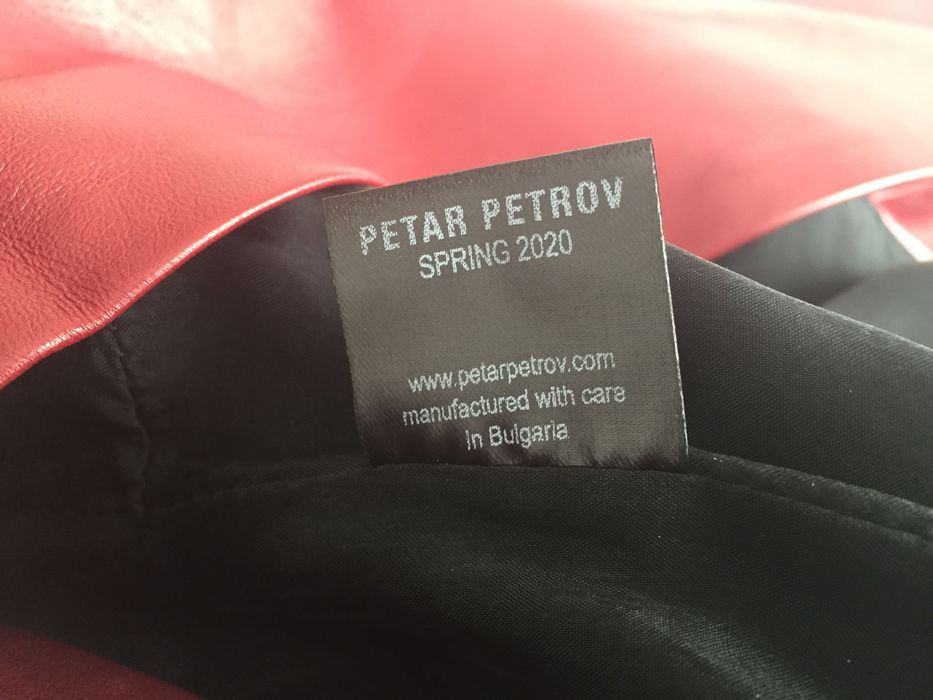 PETAR PETROV
SPRING 2020
www.petarpetrov.com
manufactured with care
in Bulgaria